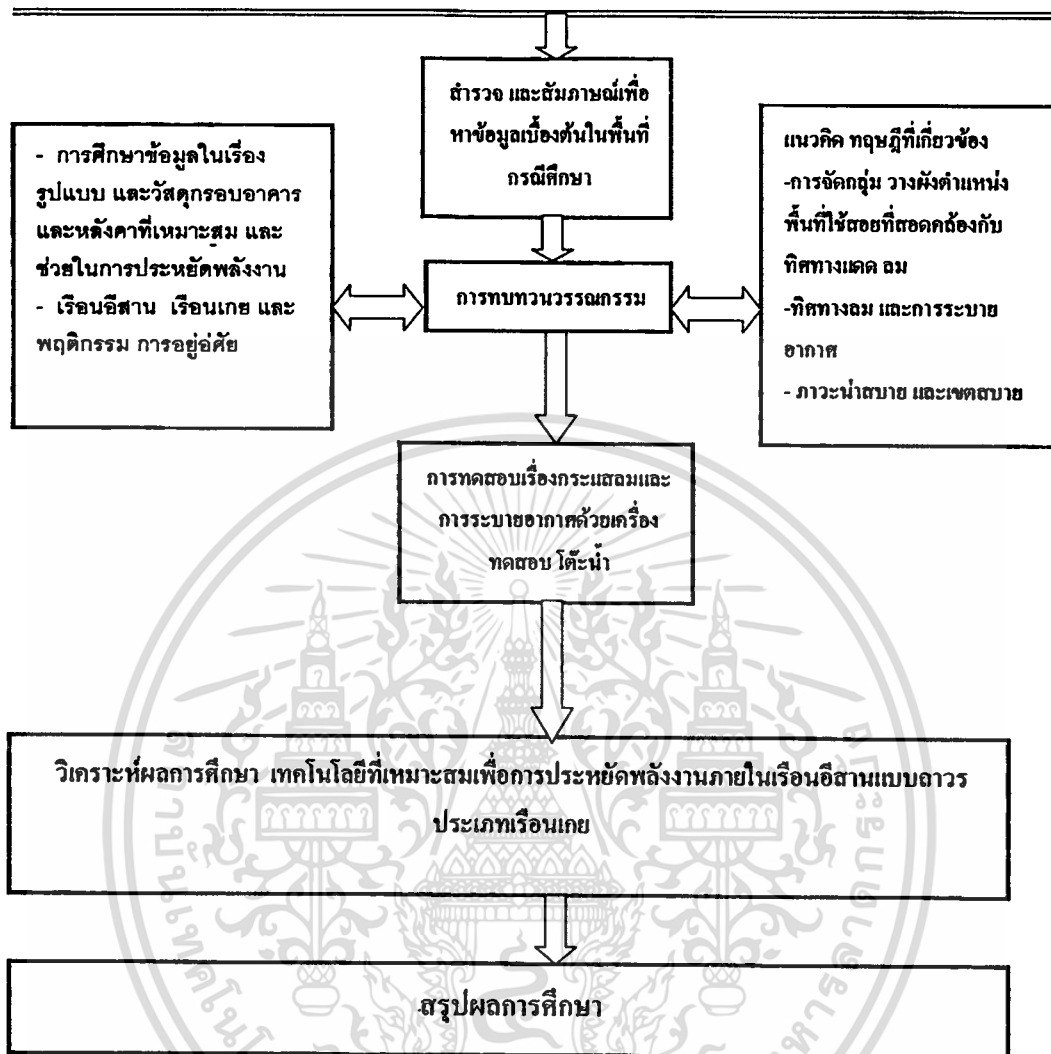 สำรวจ และสัมภาษณ์เพื่อ
หาข้อมูลเบื้องต้นในพื้นที่
กรณีศึกษา
- การศึกษาข้อมูลในเรื่อง
รูปแบบ และวัสดุกรอบอาคาร
และหลังคาที่เหมาะสม และ
ช่วยในการประหยัดพลังงาน
- เรือนอีสาน เรือนเกย และ
พฤติกรรม การอยู่อ่ศัย
การทบทวนวรรณกรรม
แนวคิด ทฤษฎีที่เกี่ยวข้อง
-การจัดกลุ่ม วางผังตำแหน่ง
พื้นที่ใช้สอยที่สอดคล้องกับ
ทิศทางแดด ลม
-ทิศทางลม และการระบาย
อากาศ
- ภาวะน่าสบาย และเขตสบาย
การทดสอบเรื่องกระแสลมและ
การระบายอากาศด้วยเครื่อง
ทดสอบ โต๊ะน้ำ
วิเคราะห์ผลการศึกษา เทคโนโลยีที่เหมาะสมเพื่อการประหยัดพลังงานภายในเรือนอีสานแบบถาวร
ประเภทเรือนเกย
สรุปผลการศึกษา